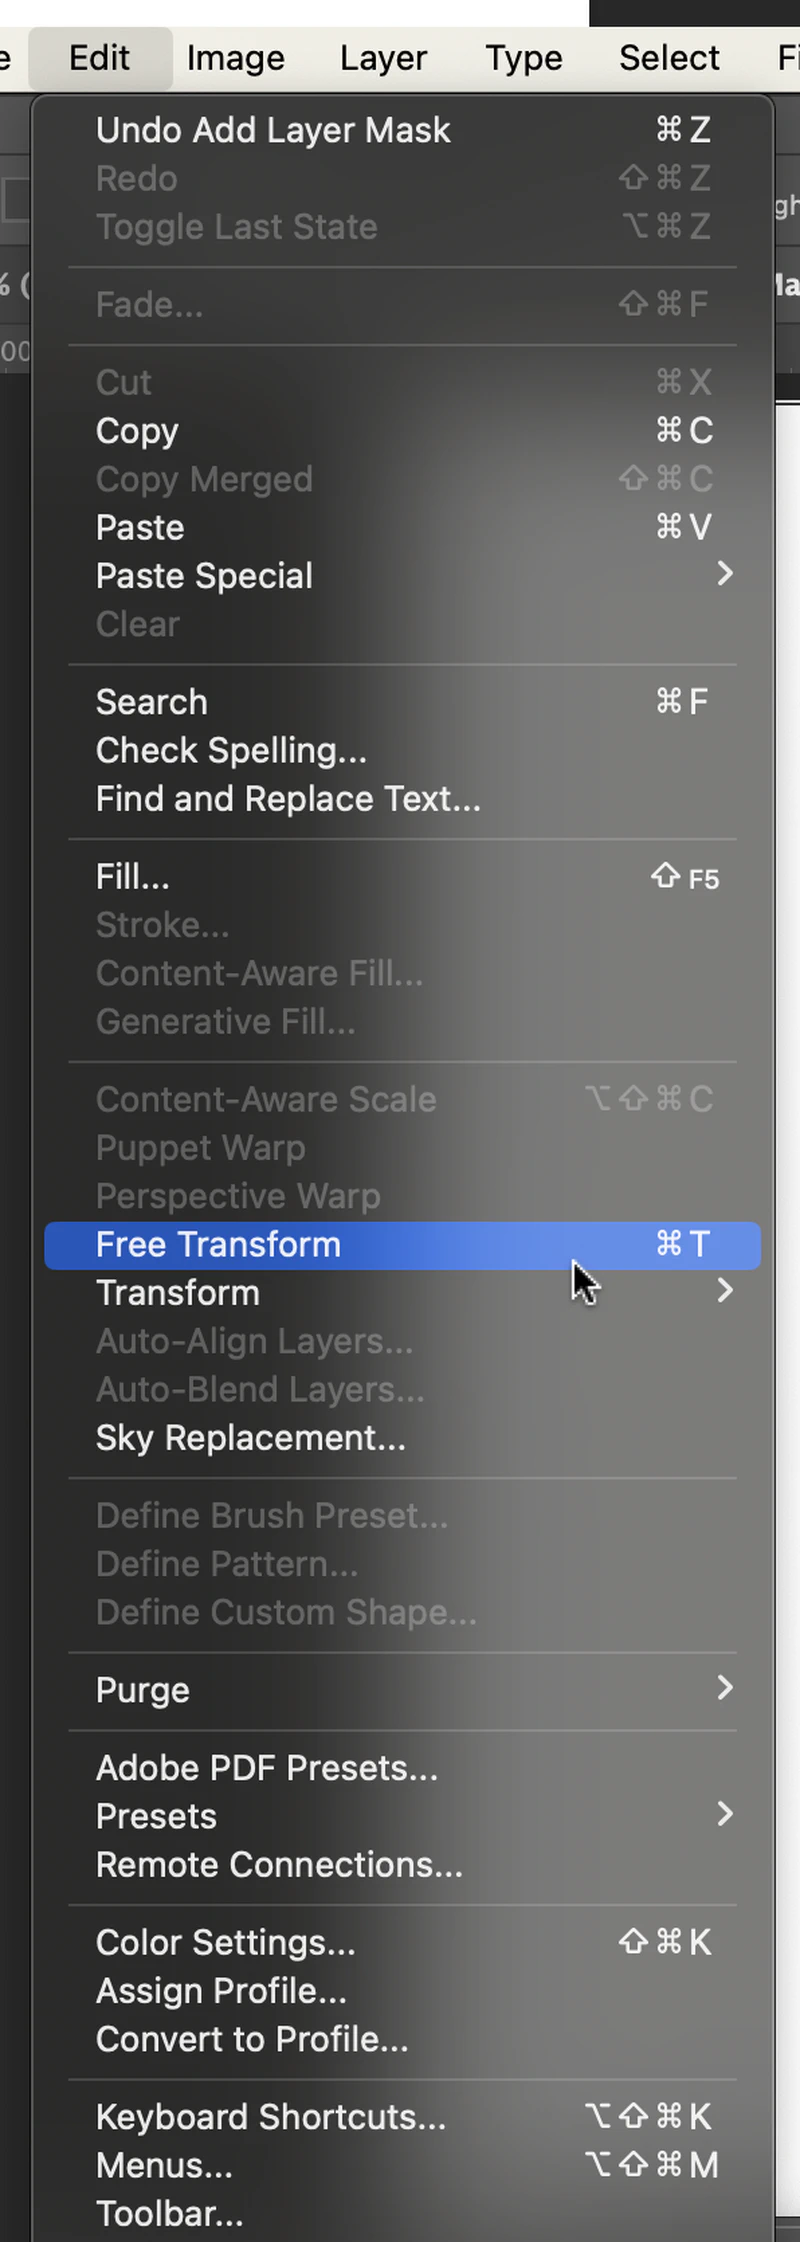 e Edit Image Layer Type Select Fi
Undo Add Layer Mask ⌘Z
Redo ⇧⌘Z
Toggle Last State ⌥⌘Z
Fade... ⇧⌘F
Cut ⌘X
Copy ⌘C
Copy Merged ⇧⌘C
Paste ⌘V
Paste Special >
Clear
Search ⌘F
Check Spelling...
Find and Replace Text...
Fill... ⇧F5
Stroke...
Content-Aware Fill...
Generative Fill...
Content-Aware Scale ⌥⇧⌘C
Puppet Warp
Perspective Warp
Free Transform ⌘T
Transform >
Auto-Align Layers...
Auto-Blend Layers...
Sky Replacement...
Define Brush Preset...
Define Pattern...
Define Custom Shape...
Purge >
Adobe PDF Presets...
Presets >
Remote Connections...
Color Settings... ⇧⌘K
Assign Profile...
Convert to Profile...
Keyboard Shortcuts... ⌥⇧⌘K
Menus... ⌥⇧⌘M
Toolbar...